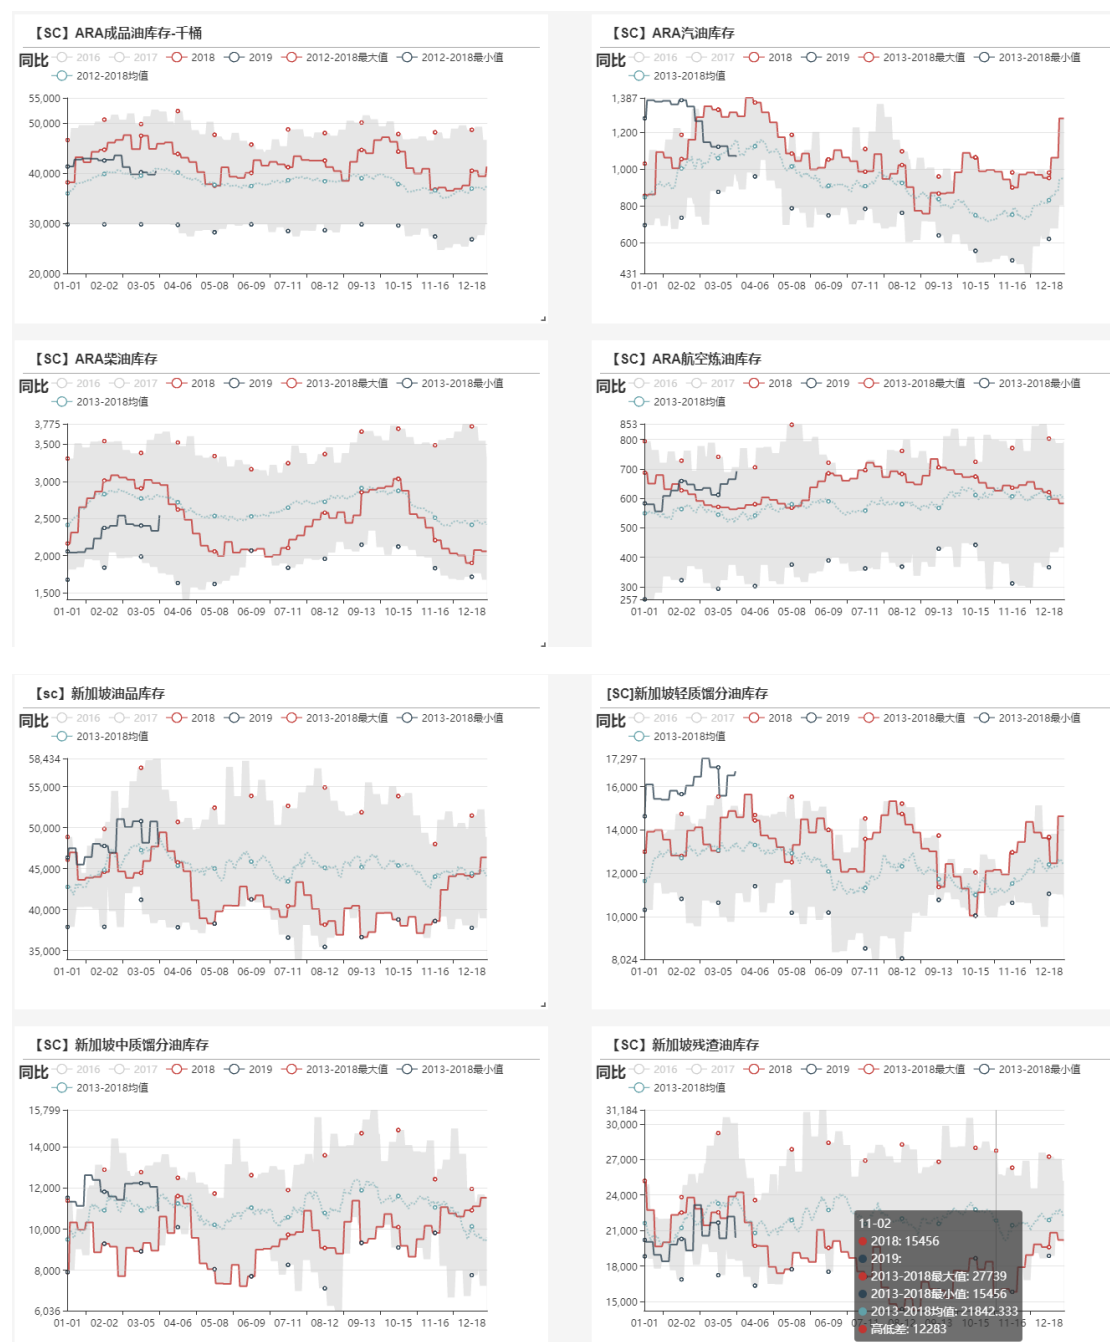 【SC】ARA成品油库存-千桶
同比 2016 2017 2018 2019 2012-2018最大值 2012-2018最小值
2012-2018均值
55,000
50,000
40,000
30,000
20,000
01-01 02-02 03-05 04-06 05-08 06-09 07-11 08-12 09-13 10-15 11-16 12-18
【SC】ARA汽油库存
同比 2016 2017 2018 2019 2013-2018最大值 2013-2018最小值
2013-2018均值
1,387
1,200
1,000
800
600
431
01-01 02-02 03-05 04-06 05-08 06-09 07-11 08-12 09-13 10-15 11-16 12-18
【SC】ARA柴油库存
同比 2016 2017 2018 2019 2013-2018最大值 2013-2018最小值
2013-2018均值
3,775
3,500
3,000
2,500
2,000
1,500
01-01 02-02 03-05 04-06 05-08 06-09 07-11 08-12 09-13 10-15 11-16 12-18
【SC】ARA航空炼油库存
同比 2016 2017 2018 2019 2013-2018最大值 2013-2018最小值
2013-2018均值
853
800
700
600
500
400
300
257
01-01 02-02 03-05 04-06 05-08 06-09 07-11 08-12 09-13 10-15 11-16 12-18
【sc】新加坡油品库存
同比 2016 2017 2018 2019 2013-2018最大值 2013-2018最小值
2013-2018均值
58,434
55,000
50,000
45,000
40,000
35,000
01-01 02-02 03-05 04-06 05-08 06-09 07-11 08-12 09-13 10-15 11-16 12-18
[SC]新加坡轻质馏分油库存
同比 2016 2017 2018 2019 2013-2018最大值 2013-2018最小值
2013-2018均值
17,297
16,000
14,000
12,000
10,000
8,024
01-01 02-02 03-05 04-06 05-08 06-09 07-11 08-12 09-13 10-15 11-16 12-18
【SC】新加坡中质馏分油库存
同比 2016 2017 2018 2019 2013-2018最大值 2013-2018最小值
2013-2018均值
15,799
14,000
12,000
10,000
8,000
6,036
01-01 02-02 03-05 04-06 05-08 06-09 07-11 08-12 09-13 10-15 11-16 12-18
【SC】新加坡残渣油库存
同比 2016 2017 2018 2019 2013-2018最大值 2013-2018最小值
2013-2018均值
31,184
30,000
27,000
24,000
21,000
18,000
15,000
01-01 02-02 03-05 04-06 05-08 06-09 07-11 08-12 09-13 10-15 11-16 12-18
11-02
2018: 15456
2019:
2013-2018最大值: 27739
2013-2018最小值: 15456
2013-2018均值: 21842.333
高低差: 12283